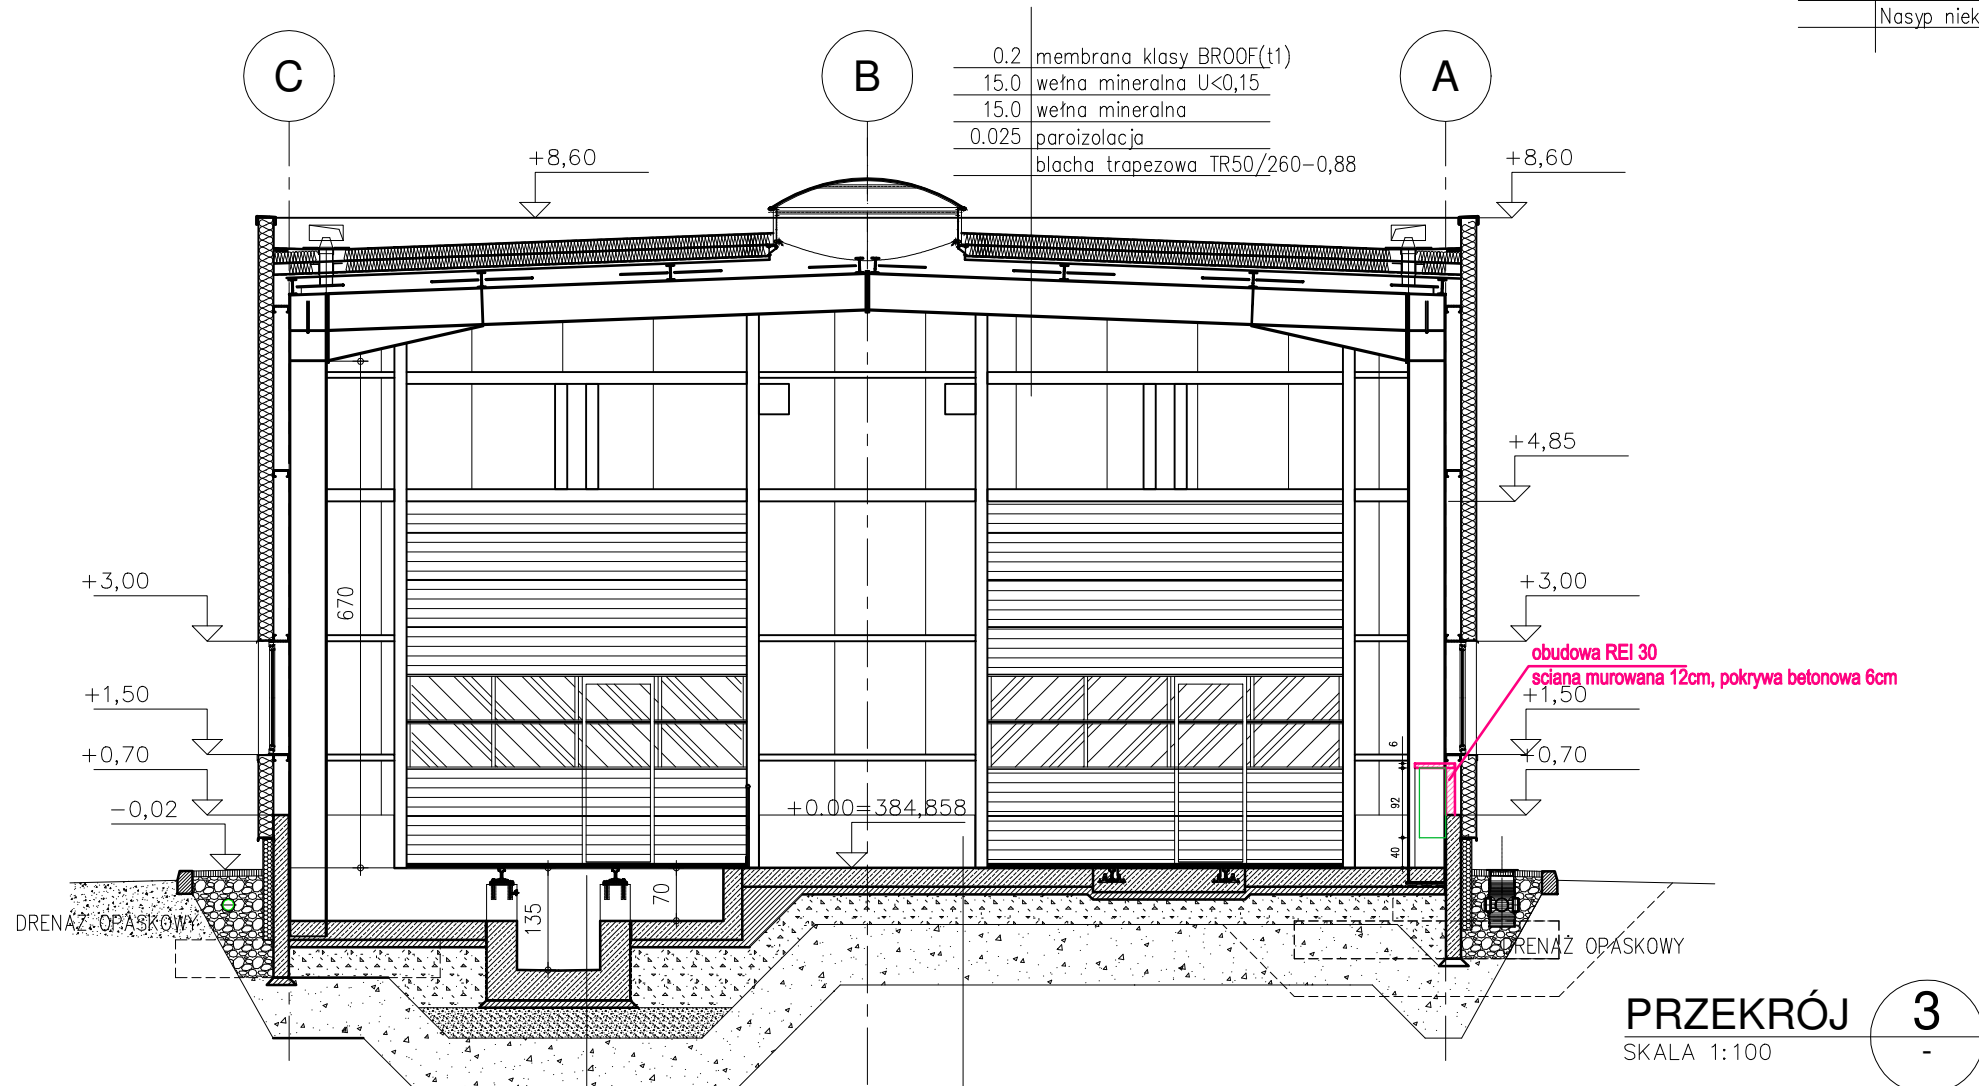 Nasyp niek
C
B
A
0.2 membrana klasy BROOF(t1)
15.0 wełna mineralna U<0,15
15.0 wełna mineralna
0.025 paroizolacja
blacha trapezowa TR50/260-0,88
+8,60
+8,60
+4,85
+3,00
670
+3,00
obudowa REI 30
sciana murowana 12cm, pokrywa betonowa 6cm
+1,50
+1,50
+0,70
6
+0,70
-0,02
+0.00=384,858
92
40
135
70
DRENAŻ OPASKOWY
DRENAŻ OPASKOWY
PRZEKRÓJ
3
SKALA 1:100
-